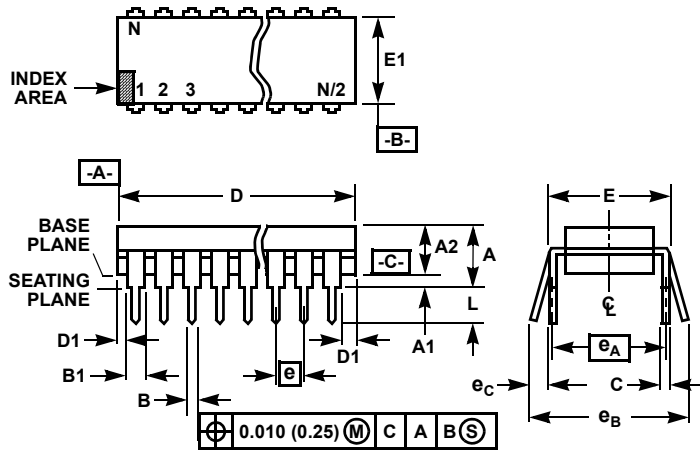 N
E1
INDEX
AREA
1 2 3 N/2
-B-
-A-
D
E
BASE
PLANE
A2
A
-C-
SEATING
PLANE
L
CL
D1
A1
D1
eA
B1
e
eC
C
B
eB
0.010 (0.25) M C A B S